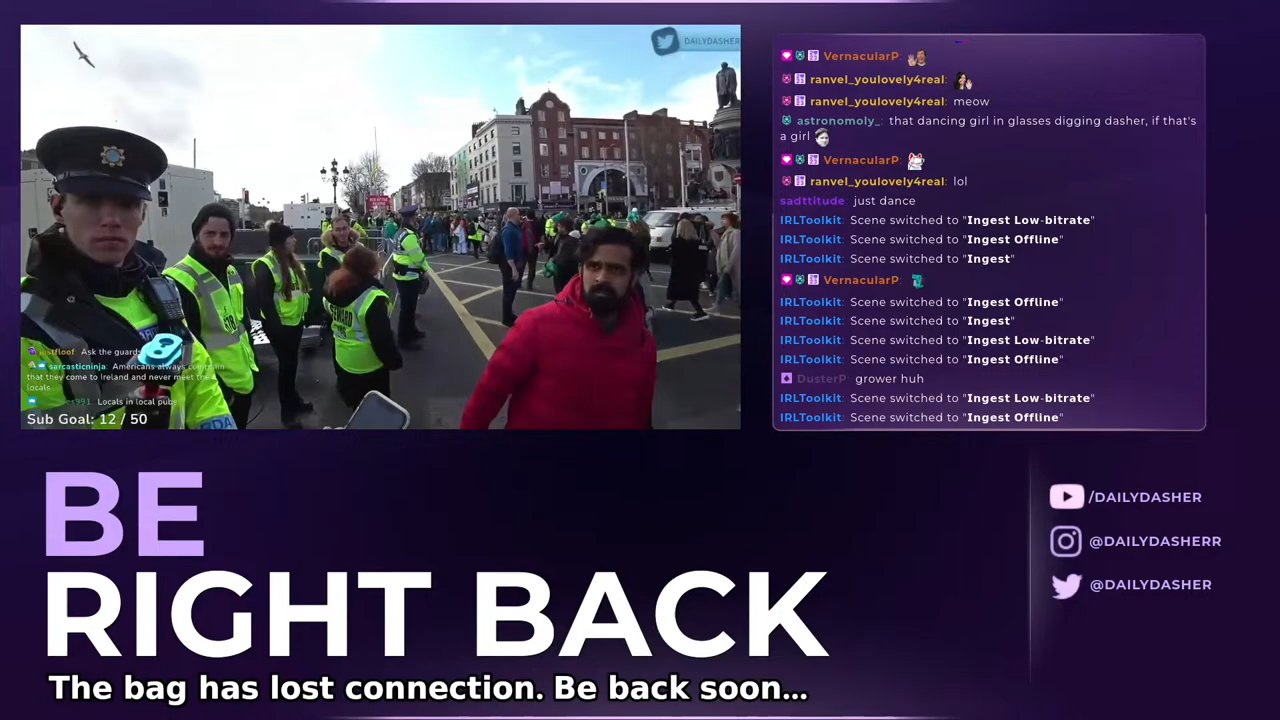 DAILYDASHER
justfloof Ask the guards
sarcasticninja: Americans always
that they come to Ireland and never meet the
locals
Locals in local pubs
Sub Goal: 12 / 50
STEWARD
VernacularP:
ranvel_youlovely4real:
ranvel_youlovely4real: meow
astronomoly_: that dancing girl in glasses digging dasher, if that's
a girl
VernacularP:
ranvel_youlovely4real: lol
sadttitude: just dance
IRLToolkit: Scene switched to "Ingest Low-bitrate"
IRLToolkit: Scene switched to "Ingest Offline"
IRLToolkit: Scene switched to "Ingest"
VernacularP:
IRLToolkit: Scene switched to "Ingest Offline"
IRLToolkit: Scene switched to "Ingest"
IRLToolkit: Scene switched to "Ingest Low-bitrate"
IRLToolkit: Scene switched to "Ingest Offline"
DusterP: grower huh
IRLToolkit: Scene switched to "Ingest Low-bitrate"
IRLToolkit: Scene switched to "Ingest Offline"
BE
RIGHT BACK
The bag has lost connection. Be back soon...
/DAILYDASHER
@DAILYDASHERR
@DAILYDASHER